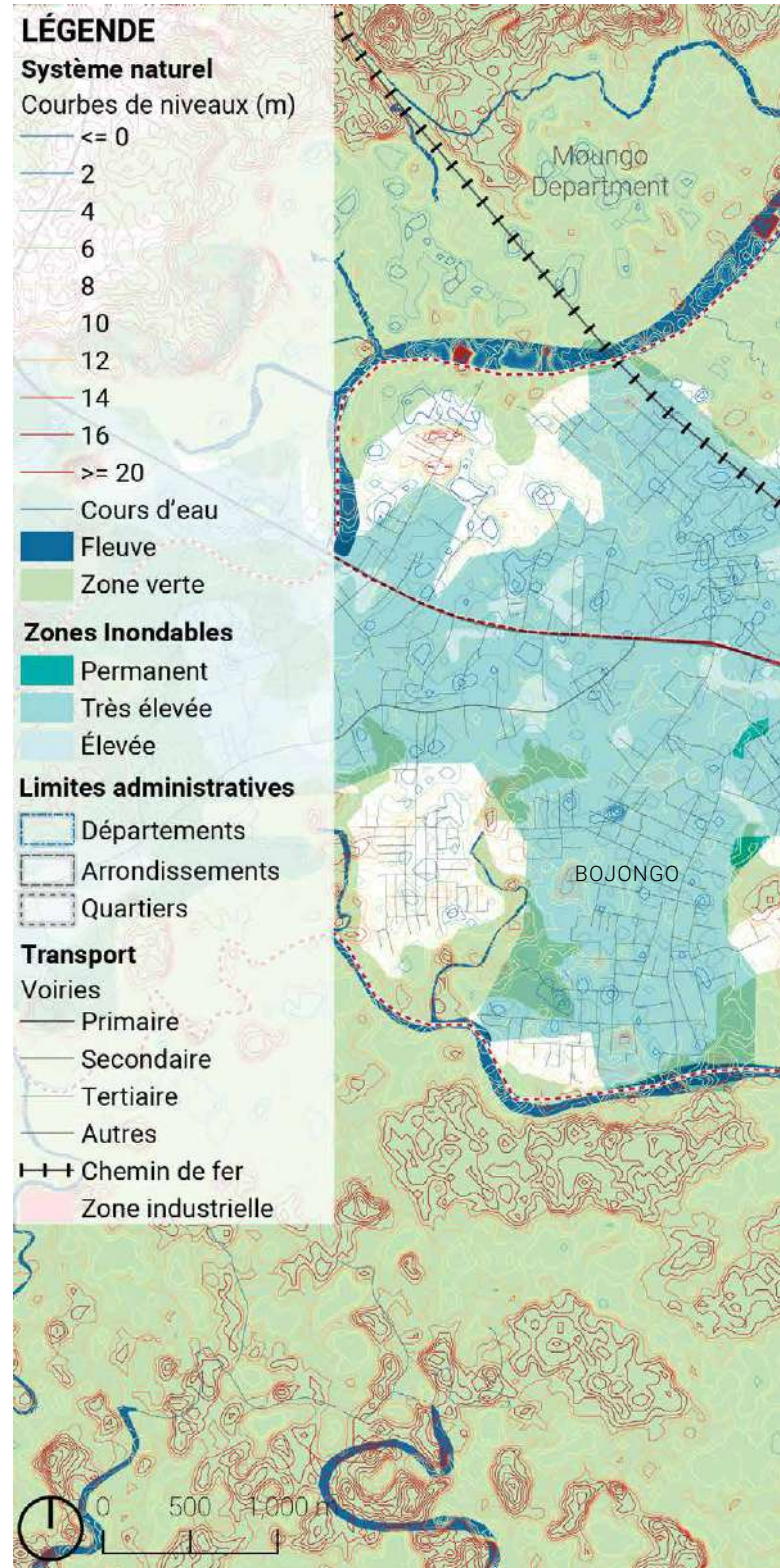 LÉGENDE
Système naturel
Courbes de niveaux (m)
<= 0
2
4
6
8
10
12
14
16
>= 20
Cours d'eau
Fleuve
Zone verte
Zones Inondables
Permanent
Très élevée
Élevée
Limites administratives
Départements
Arrondissements
Quartiers
Transport
Voiries
Primaire
Secondaire
Tertiaire
Autres
Chemin de fer
Zone industrielle
Moungo
Department
BOJONGO
0 500 1,000 m